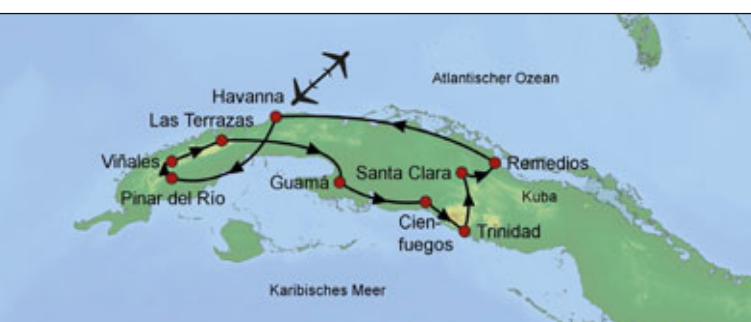 Atlantischer Ozean
Havanna
Las Terrazas
Viñales
Pinar del Río
Guamá
Santa Clara
Remedios
Kuba
Cien-
fuegos
Trinidad
Karibisches Meer